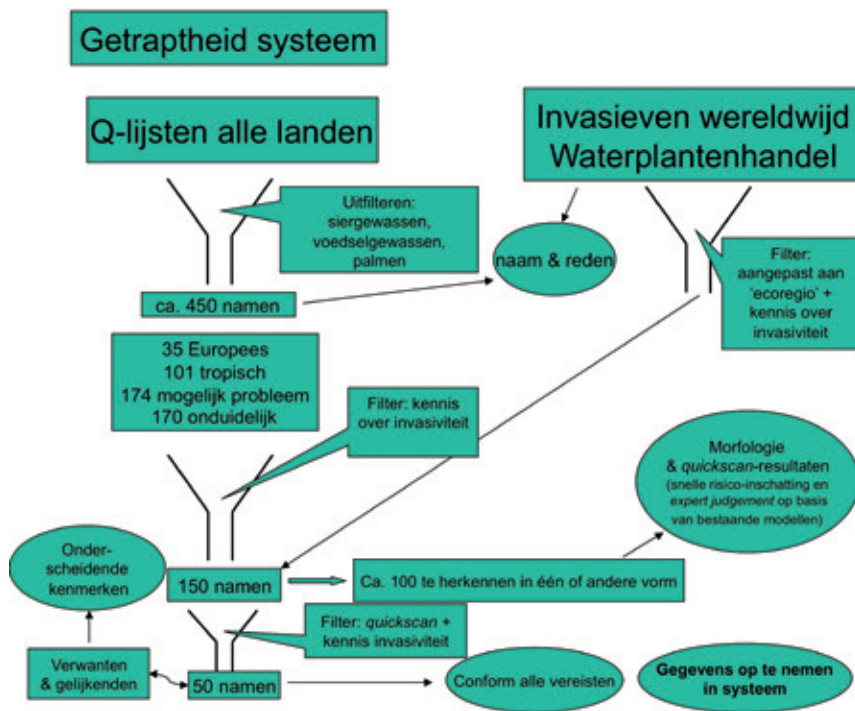 Getraptheid systeem
Q-lijsten alle landen
Invasieven wereldwijd
Waterplantenhandel
Uitfilteren:
siergewassen,
voedselgewassen,
palmen
naam & reden
Filter:
aangepast aan
'ecoregio' +
kennis over
invasiviteit
ca. 450 namen
35 Europees
101 tropisch
174 mogelijk probleem
170 onduidelijk
Filter: kennis
over invasiviteit
Morfologie
& quickscan-resultaten
(snelle risico-inschatting en
expert judgement op basis
van bestaande modellen)
Onder-
scheidende
kenmerken
150 namen
Ca. 100 te herkennen in één of andere vorm
Filter: quickscan +
kennis invasiviteit
Verwanten
& gelijkenden
50 namen
Conform alle vereisten
Gegevens op te nemen
in systeem